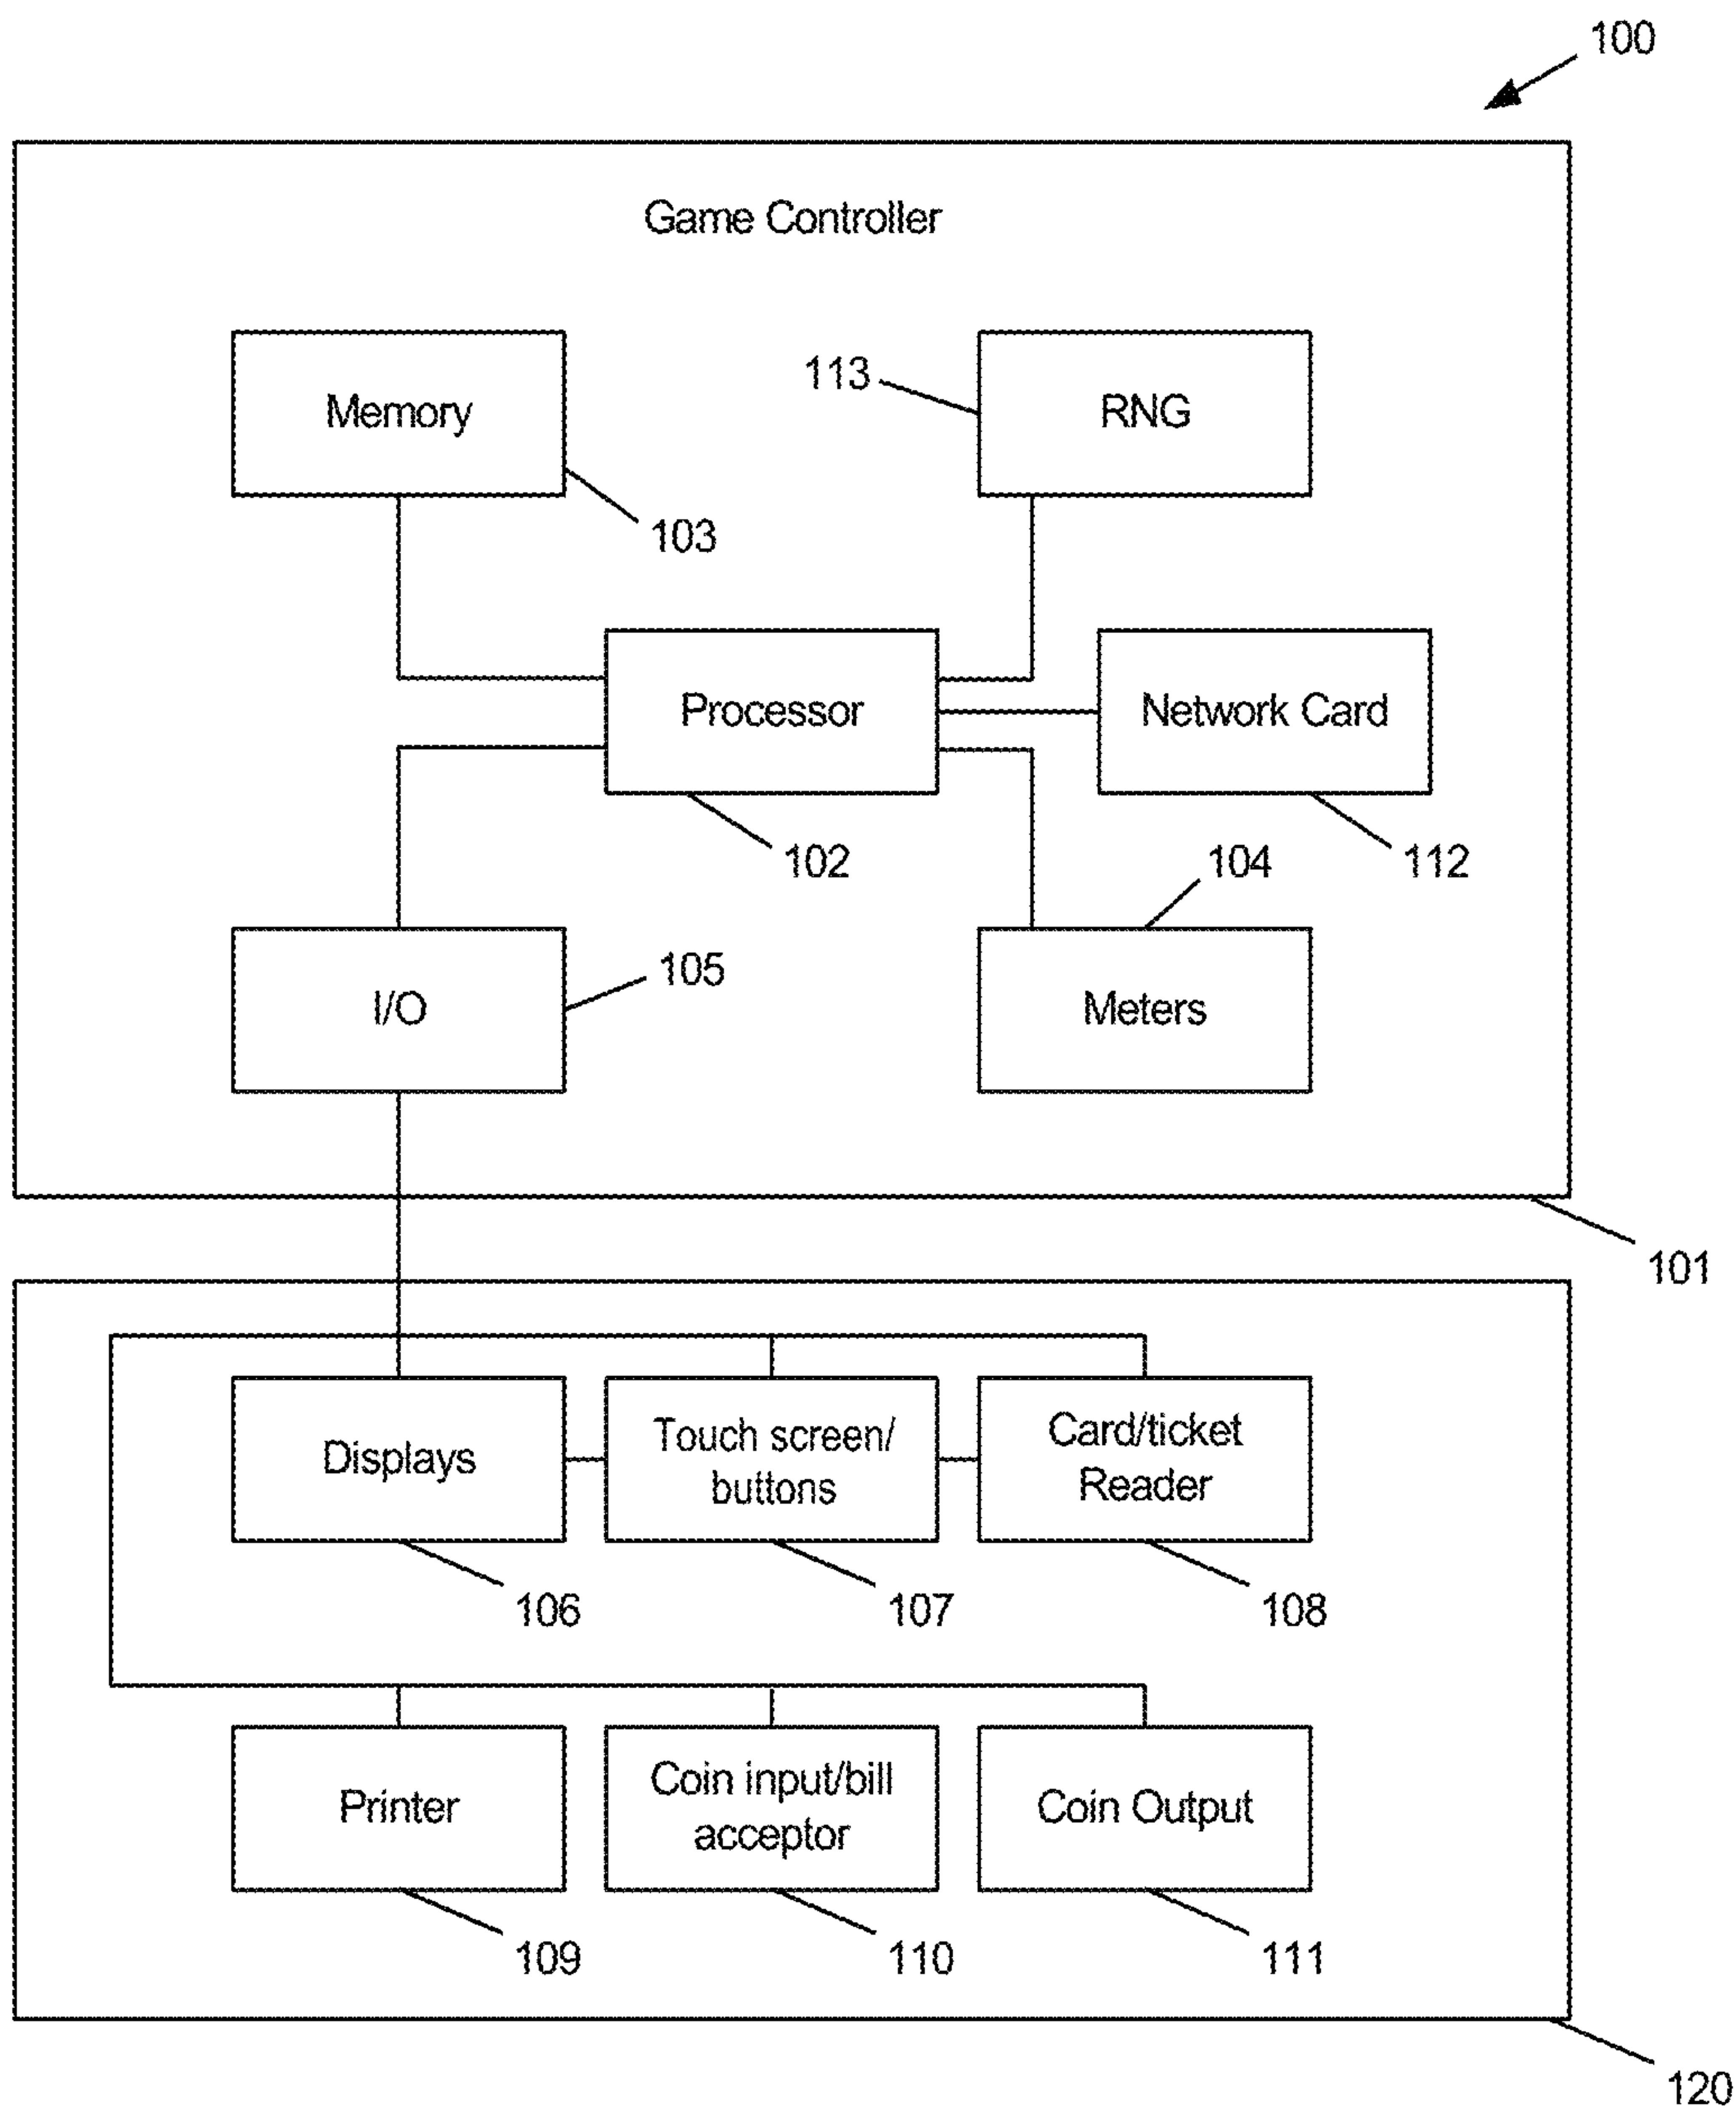 100
Game Controller
Memory
113
RNG
103
Processor
Network Card
102
104
112
I/O
105
Meters
101
Displays
Touch screen/
buttons
Card/ticket
Reader
106
107
108
Printer
Coin input/bill
acceptor
Coin Output
109
110
111
120